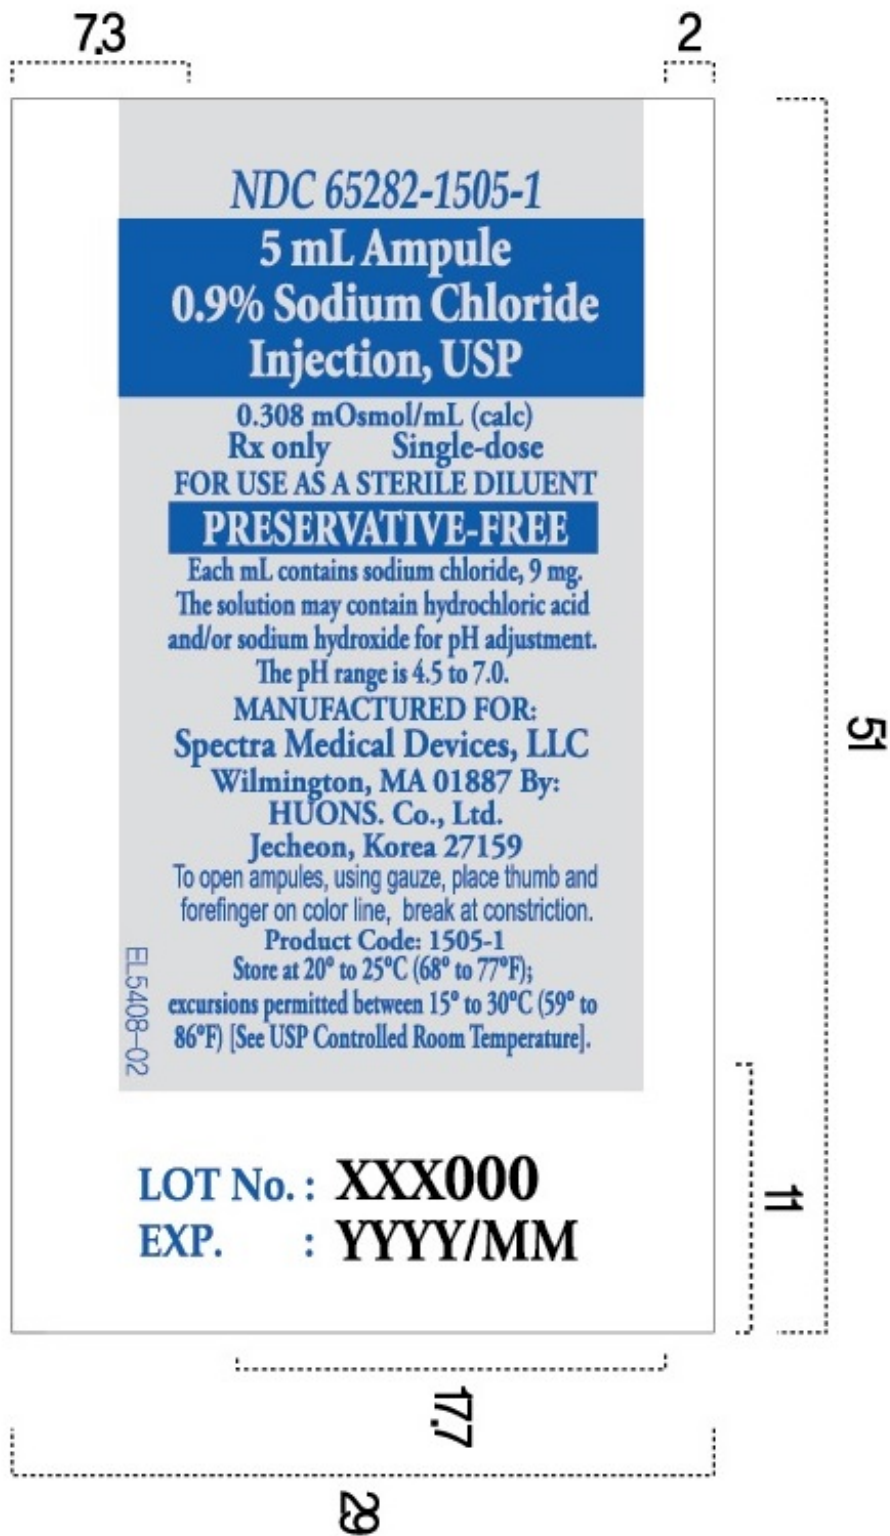 7.3
2
NDC 65282-1505-1
5 mL Ampule
0.9% Sodium Chloride
Injection, USP
0.308 mOsmol/mL (calc)
Rx only Single-dose
FOR USE AS A STERILE DILUENT
PRESERVATIVE-FREE
Each mL contains sodium chloride, 9 mg.
The solution may contain hydrochloric acid
and/or sodium hydroxide for pH adjustment.
The pH range is 4.5 to 7.0.
MANUFACTURED FOR:
Spectra Medical Devices, LLC
Wilmington, MA 01887 By:
HUONS. Co., Ltd.
Jecheon, Korea 27159
To open ampules, using gauze, place thumb and
forefinger on color line, break at constriction.
Product Code: 1505-1
Store at 20° to 25°C (68° to 77°F);
excursions permitted between 15° to 30°C (59° to
86°F) [See USP Controlled Room Temperature].
EL5408-02
LOT No. : XXX000
EXP. : YYYY/MM
51
11
17.7
29